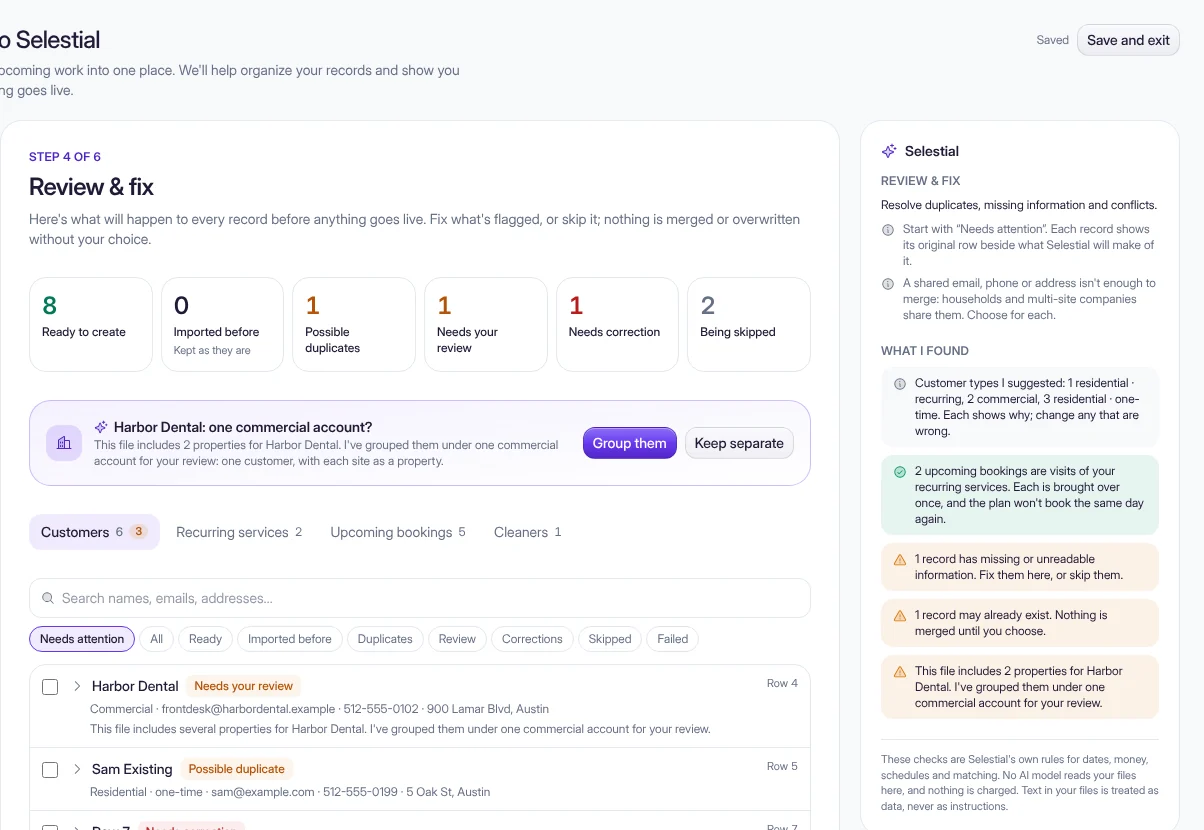 o Selestial
Saved
Save and exit
pcoming work into one place. We'll help organize your records and show you
ng goes live.
STEP 4 OF 6
Review & fix
Here's what will happen to every record before anything goes live. Fix what's flagged, or skip it; nothing is merged or overwritten
without your choice.
8
Ready to create
0
Imported before
Kept as they are
1
Possible
duplicates
1
Needs your
review
1
Needs correction
2
Being skipped
Harbor Dental: one commercial account?
This file includes 2 properties for Harbor Dental. I've grouped them under one commercial
account for your review: one customer, with each site as a property.
Group them
Keep separate
Customers 6 3
Recurring services 2
Upcoming bookings 5
Cleaners 1
Search names, emails, addresses...
Needs attention
All
Ready
Imported before
Duplicates
Review
Corrections
Skipped
Failed
Harbor Dental Needs your review
Row 4
Commercial · frontdesk@harbordental.example · 512-555-0102 · 900 Lamar Blvd, Austin
This file includes several properties for Harbor Dental. I've grouped them under one commercial account for your review.
Sam Existing Possible duplicate
Row 5
Residential · one-time · sam@example.com · 512-555-0199 · 5 Oak St, Austin
Row 7 Needs correction
Row 7
Selestial
REVIEW & FIX
Resolve duplicates, missing information and conflicts.
Start with “Needs attention”. Each record shows
its original row beside what Selestial will make of
it.
A shared email, phone or address isn't enough to
merge: households and multi-site companies
share them. Choose for each.
WHAT I FOUND
Customer types I suggested: 1 residential ·
recurring, 2 commercial, 3 residential · one-
time. Each shows why; change any that are
wrong.
2 upcoming bookings are visits of your
recurring services. Each is brought over
once, and the plan won't book the same day
again.
1 record has missing or unreadable
information. Fix them here, or skip them.
1 record may already exist. Nothing is
merged until you choose.
This file includes 2 properties for Harbor
Dental. I've grouped them under one
commercial account for your review.
These checks are Selestial's own rules for dates, money,
schedules and matching. No AI model reads your files
here, and nothing is charged. Text in your files is treated as
data, never as instructions.